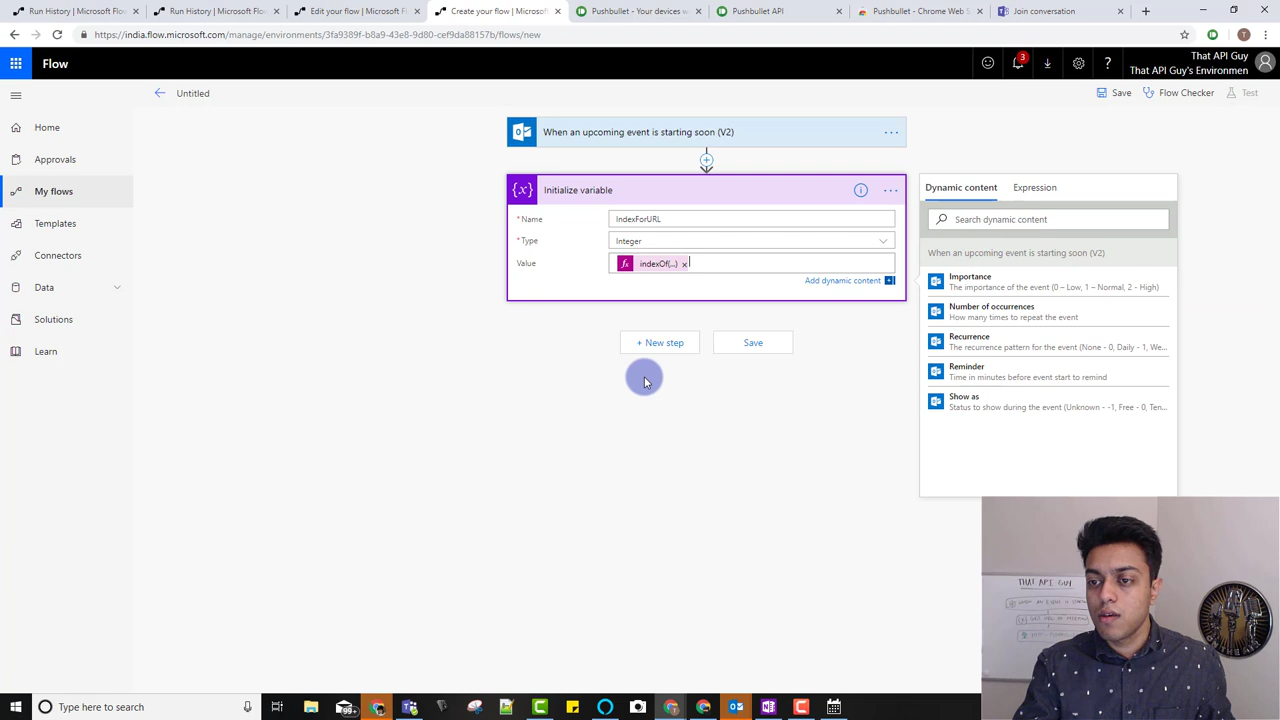 Run History | Microsoft Flo
Run History | Microsoft Flo
Edit your flow | Microsoft Fl
Create your flow | Microsoft
Pushbullet - Your devices w
Pushbullet API
Pushbullet - Chrome Web S
Join conversation
https://india.flow.microsoft.com/manage/environments/3fa9389f-b8a9-43e8-9d80-cef9da88157b/flows/new
Flow
3
That API Guy
That API Guy's Environmen
Untitled
Save
Flow Checker
Test
Home
Approvals
My flows
Templates
Connectors
Data
Solutions
Learn
When an upcoming event is starting soon (V2)
Initialize variable
* Name
IndexForURL
* Type
Integer
Value
fx indexOf(...) x
Add dynamic content
+ New step
Save
Dynamic content
Expression
Search dynamic content
When an upcoming event is starting soon (V2)
Importance
The importance of the event (0 – Low, 1 – Normal, 2 - High)
Number of occurrences
How many times to repeat the event
Recurrence
The recurrence pattern for the event (None - 0, Daily - 1, We...
Reminder
Time in minutes before event start to remind
Show as
Status to show during the event (Unknown - -1, Free - 0, Ten...
THAT API GUY
Type here to search
99+